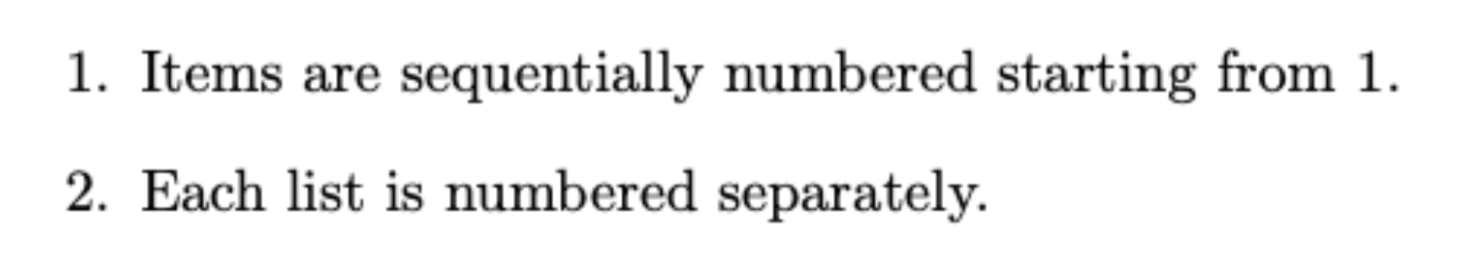 1. Items are sequentially numbered starting from 1.
2. Each list is numbered separately.